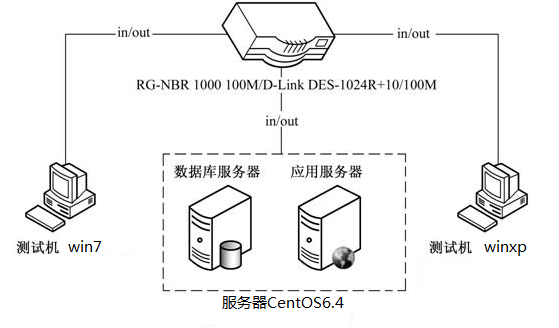 in/out
in/out
RG-NBR 1000 100M/D-Link DES-1024R+10/100M
in/out
数据库服务器
应用服务器
测试机 win7
测试机 winxp
服务器CentOS6.4